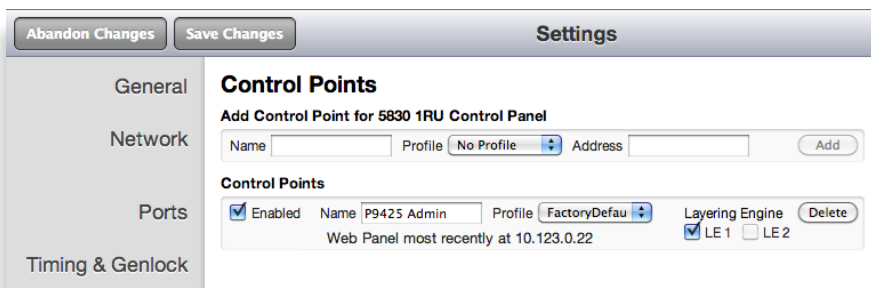 Abandon Changes Save Changes Settings
General
Network
Ports
Timing & Genlock
Control Points
Add Control Point for 5830 1RU Control Panel
Name Profile No Profile Address Add
Control Points
Enabled Name P9425 Admin Profile FactoryDefau Layering Engine Delete
Web Panel most recently at 10.123.0.22 LE 1 LE 2